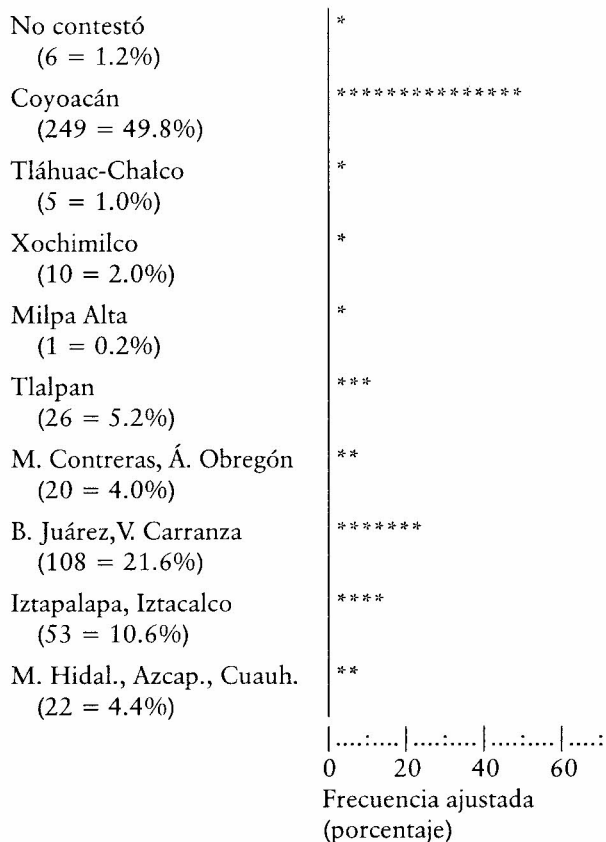 No contestó *
(6 = 1.2%)
Coyoacán ***************
(249 = 49.8%)
Tláhuac-Chalco *
(5 = 1.0%)
Xochimilco *
(10 = 2.0%)
Milpa Alta *
(1 = 0.2%)
Tlalpan ***
(26 = 5.2%)
M. Contreras, Á. Obregón **
(20 = 4.0%)
B. Juárez,V. Carranza *******
(108 = 21.6%)
Iztapalapa, Iztacalco ****
(53 = 10.6%)
M. Hidal., Azcap., Cuauh. **
(22 = 4.4%)
0 20 40 60
Frecuencia ajustada
(porcentaje)